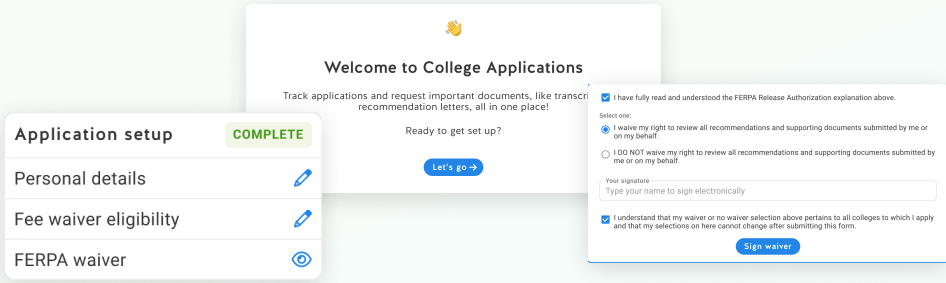 Welcome to College Applications
Track applications and request important documents, like
recommendation letters, all in one place!
Ready to get set up?
Let's go →
Application setup
COMPLETE
Personal details
Fee waiver eligibility
FERPA waiver
I have fully read and understood the FERPA Release Authorization explanation above.
Select one:
I waive my right to review all recommendations and supporting documents submitted by me or
on my behalf.
I DO NOT waive my right to review all recommendations and supporting documents submitted by
me or on my behalf.
Your signature
Type your name to sign electronically
I understand that my waiver or no waiver selection above pertains to all colleges to which I apply
and that my selections on here cannot change after submitting this form.
Sign waiver